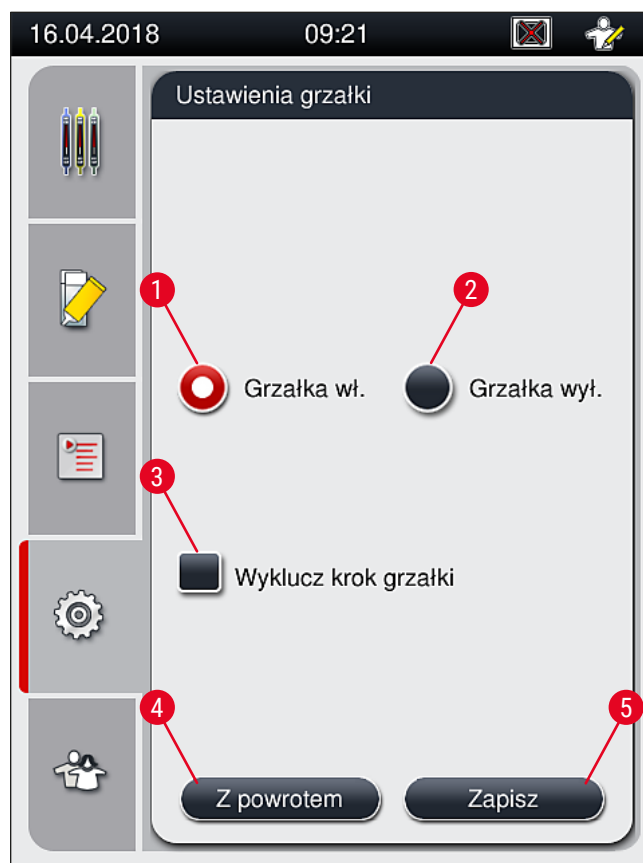 16.04.2018 09:21
Ustawienia grzałki
1 2
Grzałka wł. Grzałka wył.
3
Wyklucz krok grzałki
4 5
Z powrotem Zapisz